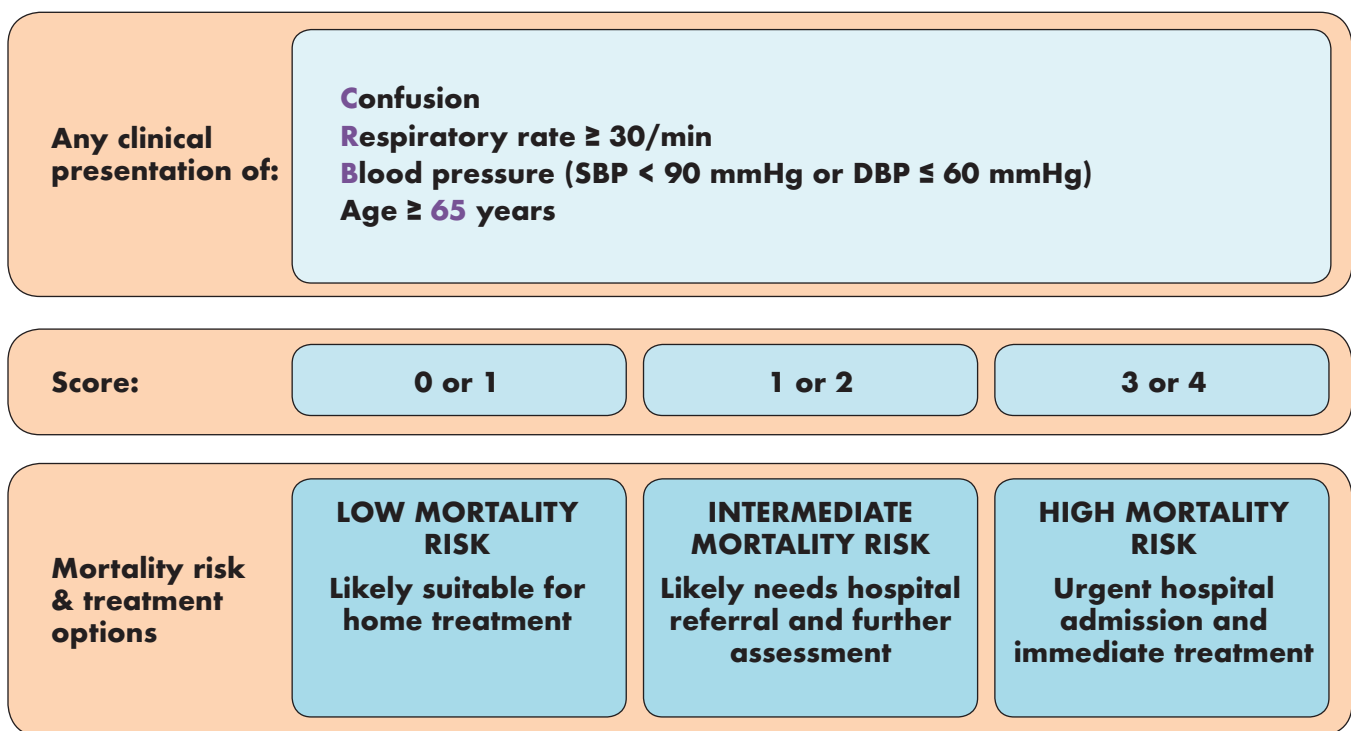 Any clinical
presentation of:
Confusion
Respiratory rate ≥ 30/min
Blood pressure (SBP < 90 mmHg or DBP ≤ 60 mmHg)
Age ≥ 65 years
Score:
0 or 1
1 or 2
3 or 4
Mortality risk
& treatment
options
LOW MORTALITY
RISK
Likely suitable for
home treatment
INTERMEDIATE
MORTALITY RISK
Likely needs hospital
referral and further
assessment
HIGH MORTALITY
RISK
Urgent hospital
admission and
immediate treatment